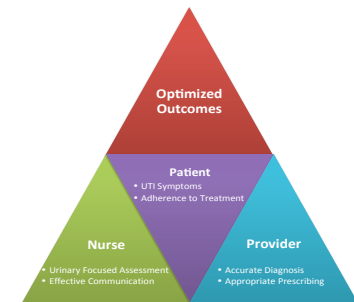 Optimized
Outcomes
Patient
• UTI Symptoms
• Adherence to Treatment
Nurse
• Urinary Focused Assessment
• Effective Communication
Provider
• Accurate Diagnosis
• Appropriate Prescribing